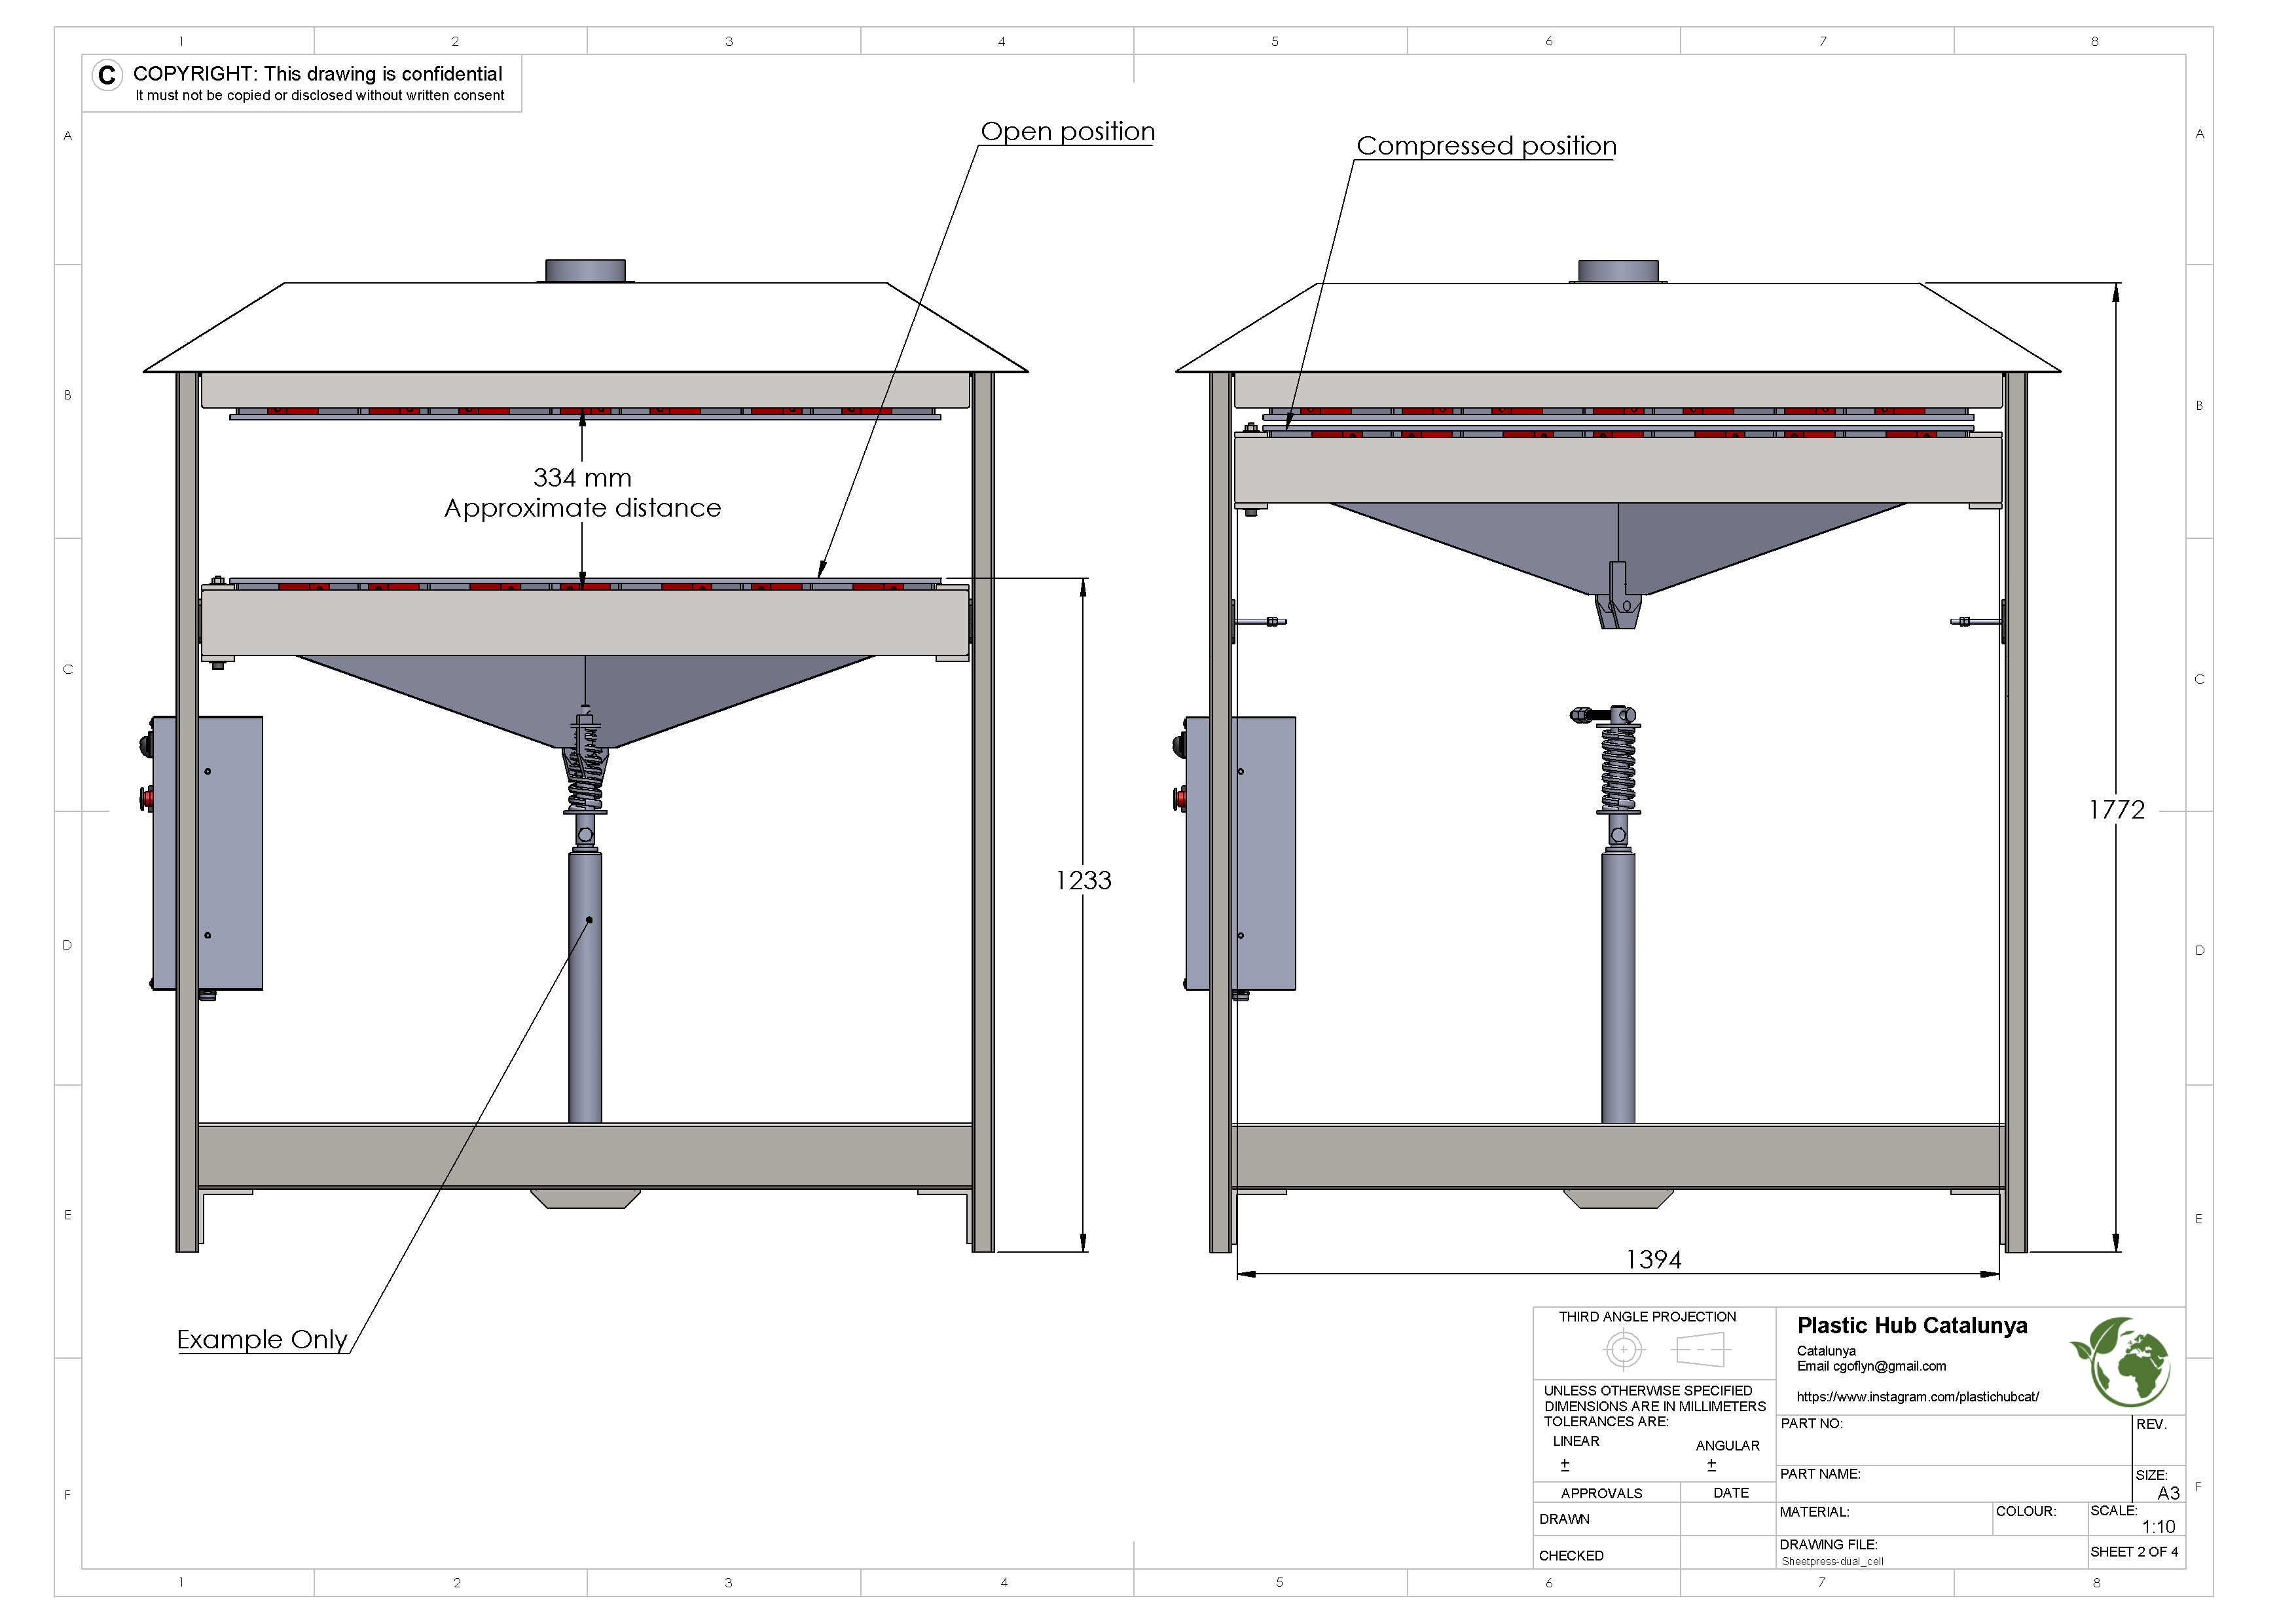 1 2 3 4 5 6 7 8
C COPYRIGHT: This drawing is confidential
It must not be copied or disclosed without written consent
A A
Open position
Compressed position
B B
334 mm
Approximate distance
C C
1772
1233
D D
E E
1394
Example Only
THIRD ANGLE PROJECTION
UNLESS OTHERWISE SPECIFIED
DIMENSIONS ARE IN MILLIMETERS
TOLERANCES ARE:
LINEAR ANGULAR
± ±
APPROVALS DATE
DRAWN
CHECKED
Plastic Hub Catalunya
Catalunya
Email cgoflyn@gmail.com
https://www.instagram.com/plastichubcat/
PART NO: REV.
PART NAME: SIZE:
A3
MATERIAL: COLOUR: SCALE:
1:10
DRAWING FILE:
Sheetpress-dual_cell
SHEET 2 OF 4
F F
1 2 3 4 5 6 7 8